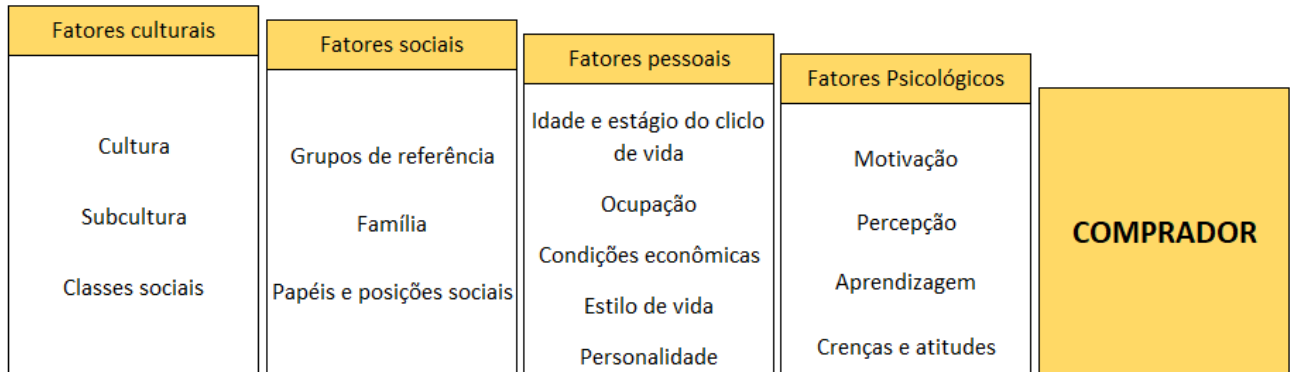 Fatores culturais
Cultura
Subcultura
Classes sociais
Fatores sociais
Grupos de referência
Família
Papéis e posições sociais
Fatores pessoais
Idade e estágio do cliclo
de vida
Ocupação
Condições econômicas
Estilo de vida
Personalidade
Fatores Psicológicos
Motivação
Percepção
Aprendizagem
Crenças e atitudes
COMPRADOR